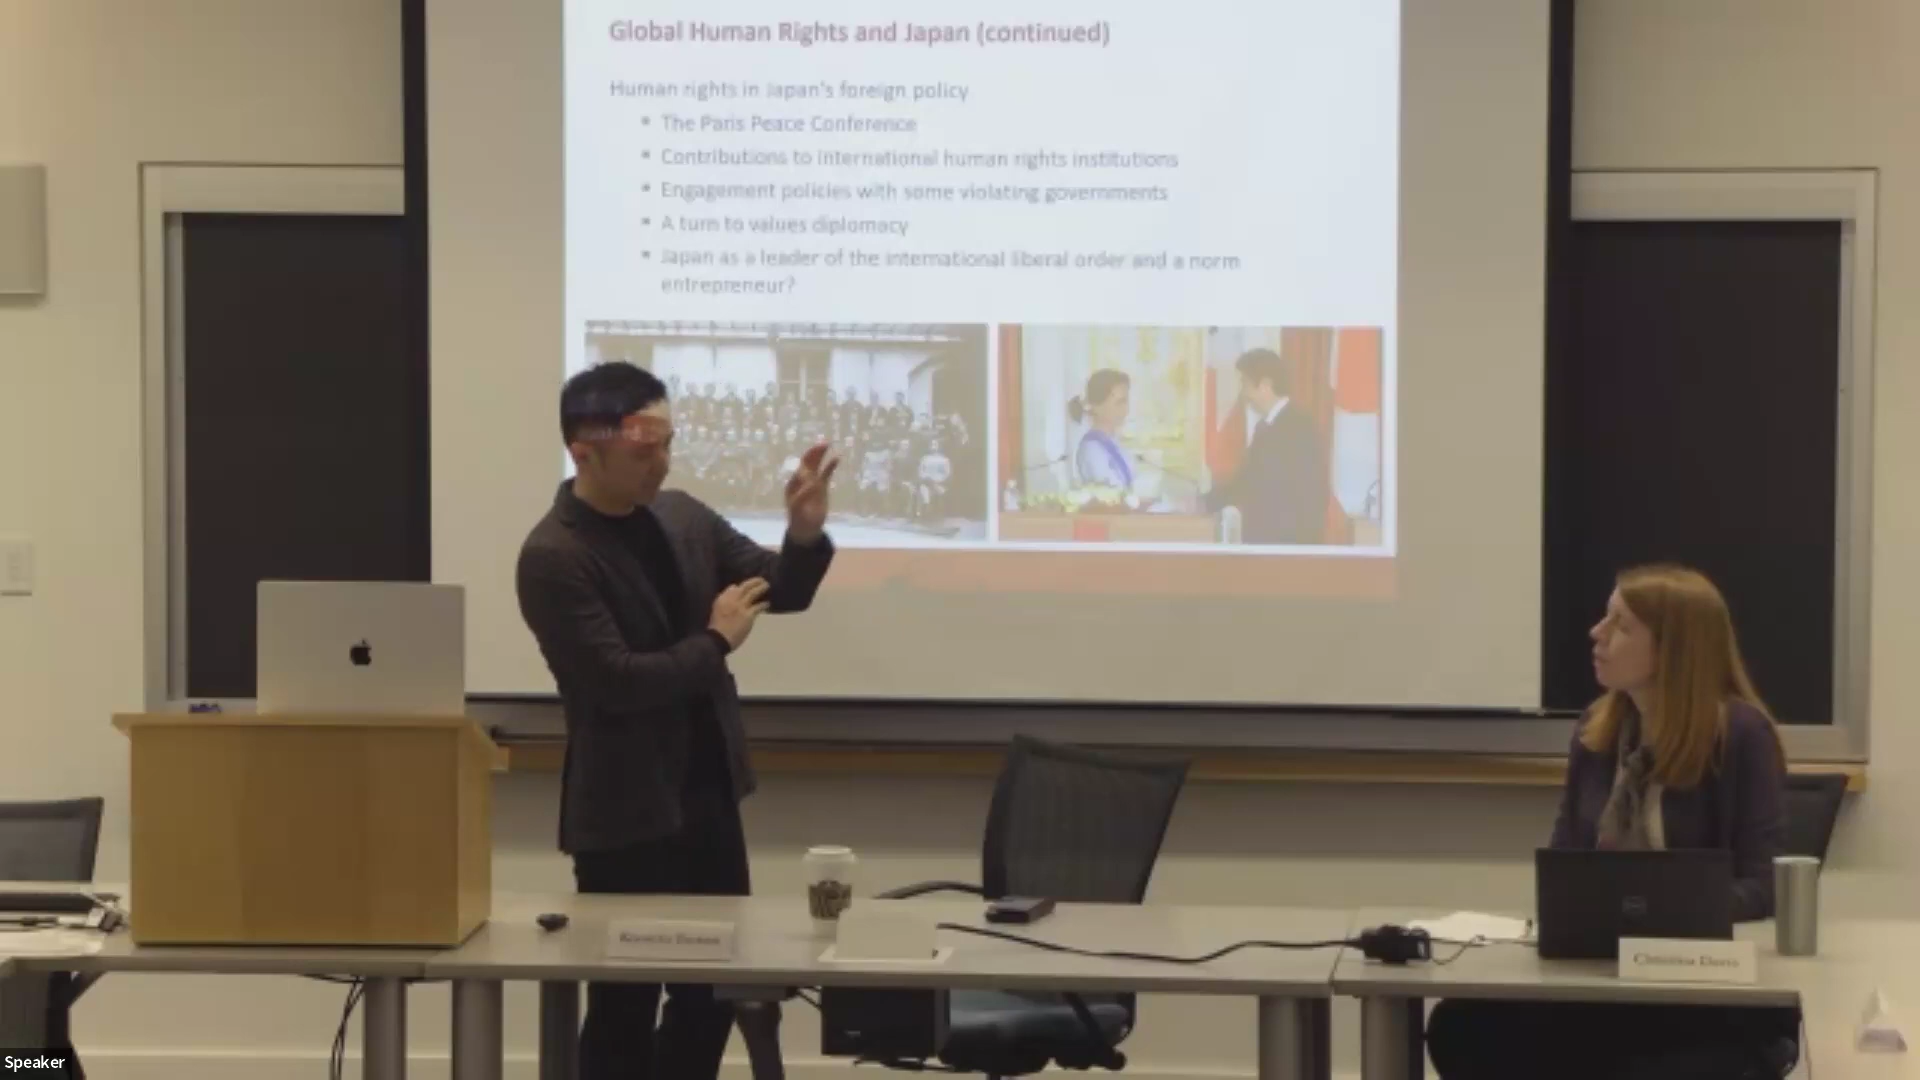 Global Human Rights and Japan (continued)
Human rights in Japan's foreign policy
The Paris Peace Conference
Contributions to international human rights institutions
Engagement policies with some violating governments
A turn to values diplomacy
Japan as a leader of the international liberal order and a norm
entrepreneur?
Christina Davis
Speaker